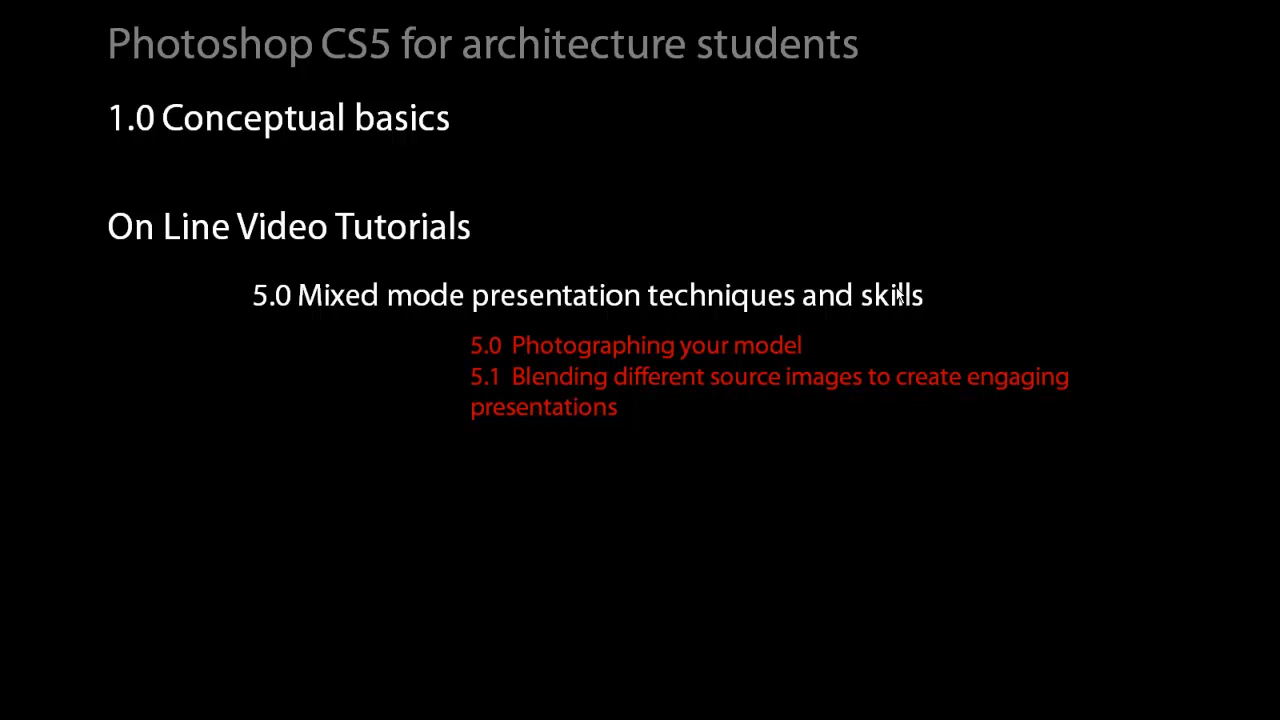 Photoshop CS5 for architecture students
1.0 Conceptual basics
On Line Video Tutorials
5.0 Mixed mode presentation techniques and skills
5.0 Photographing your model
5.1 Blending different source images to create engaging
presentations